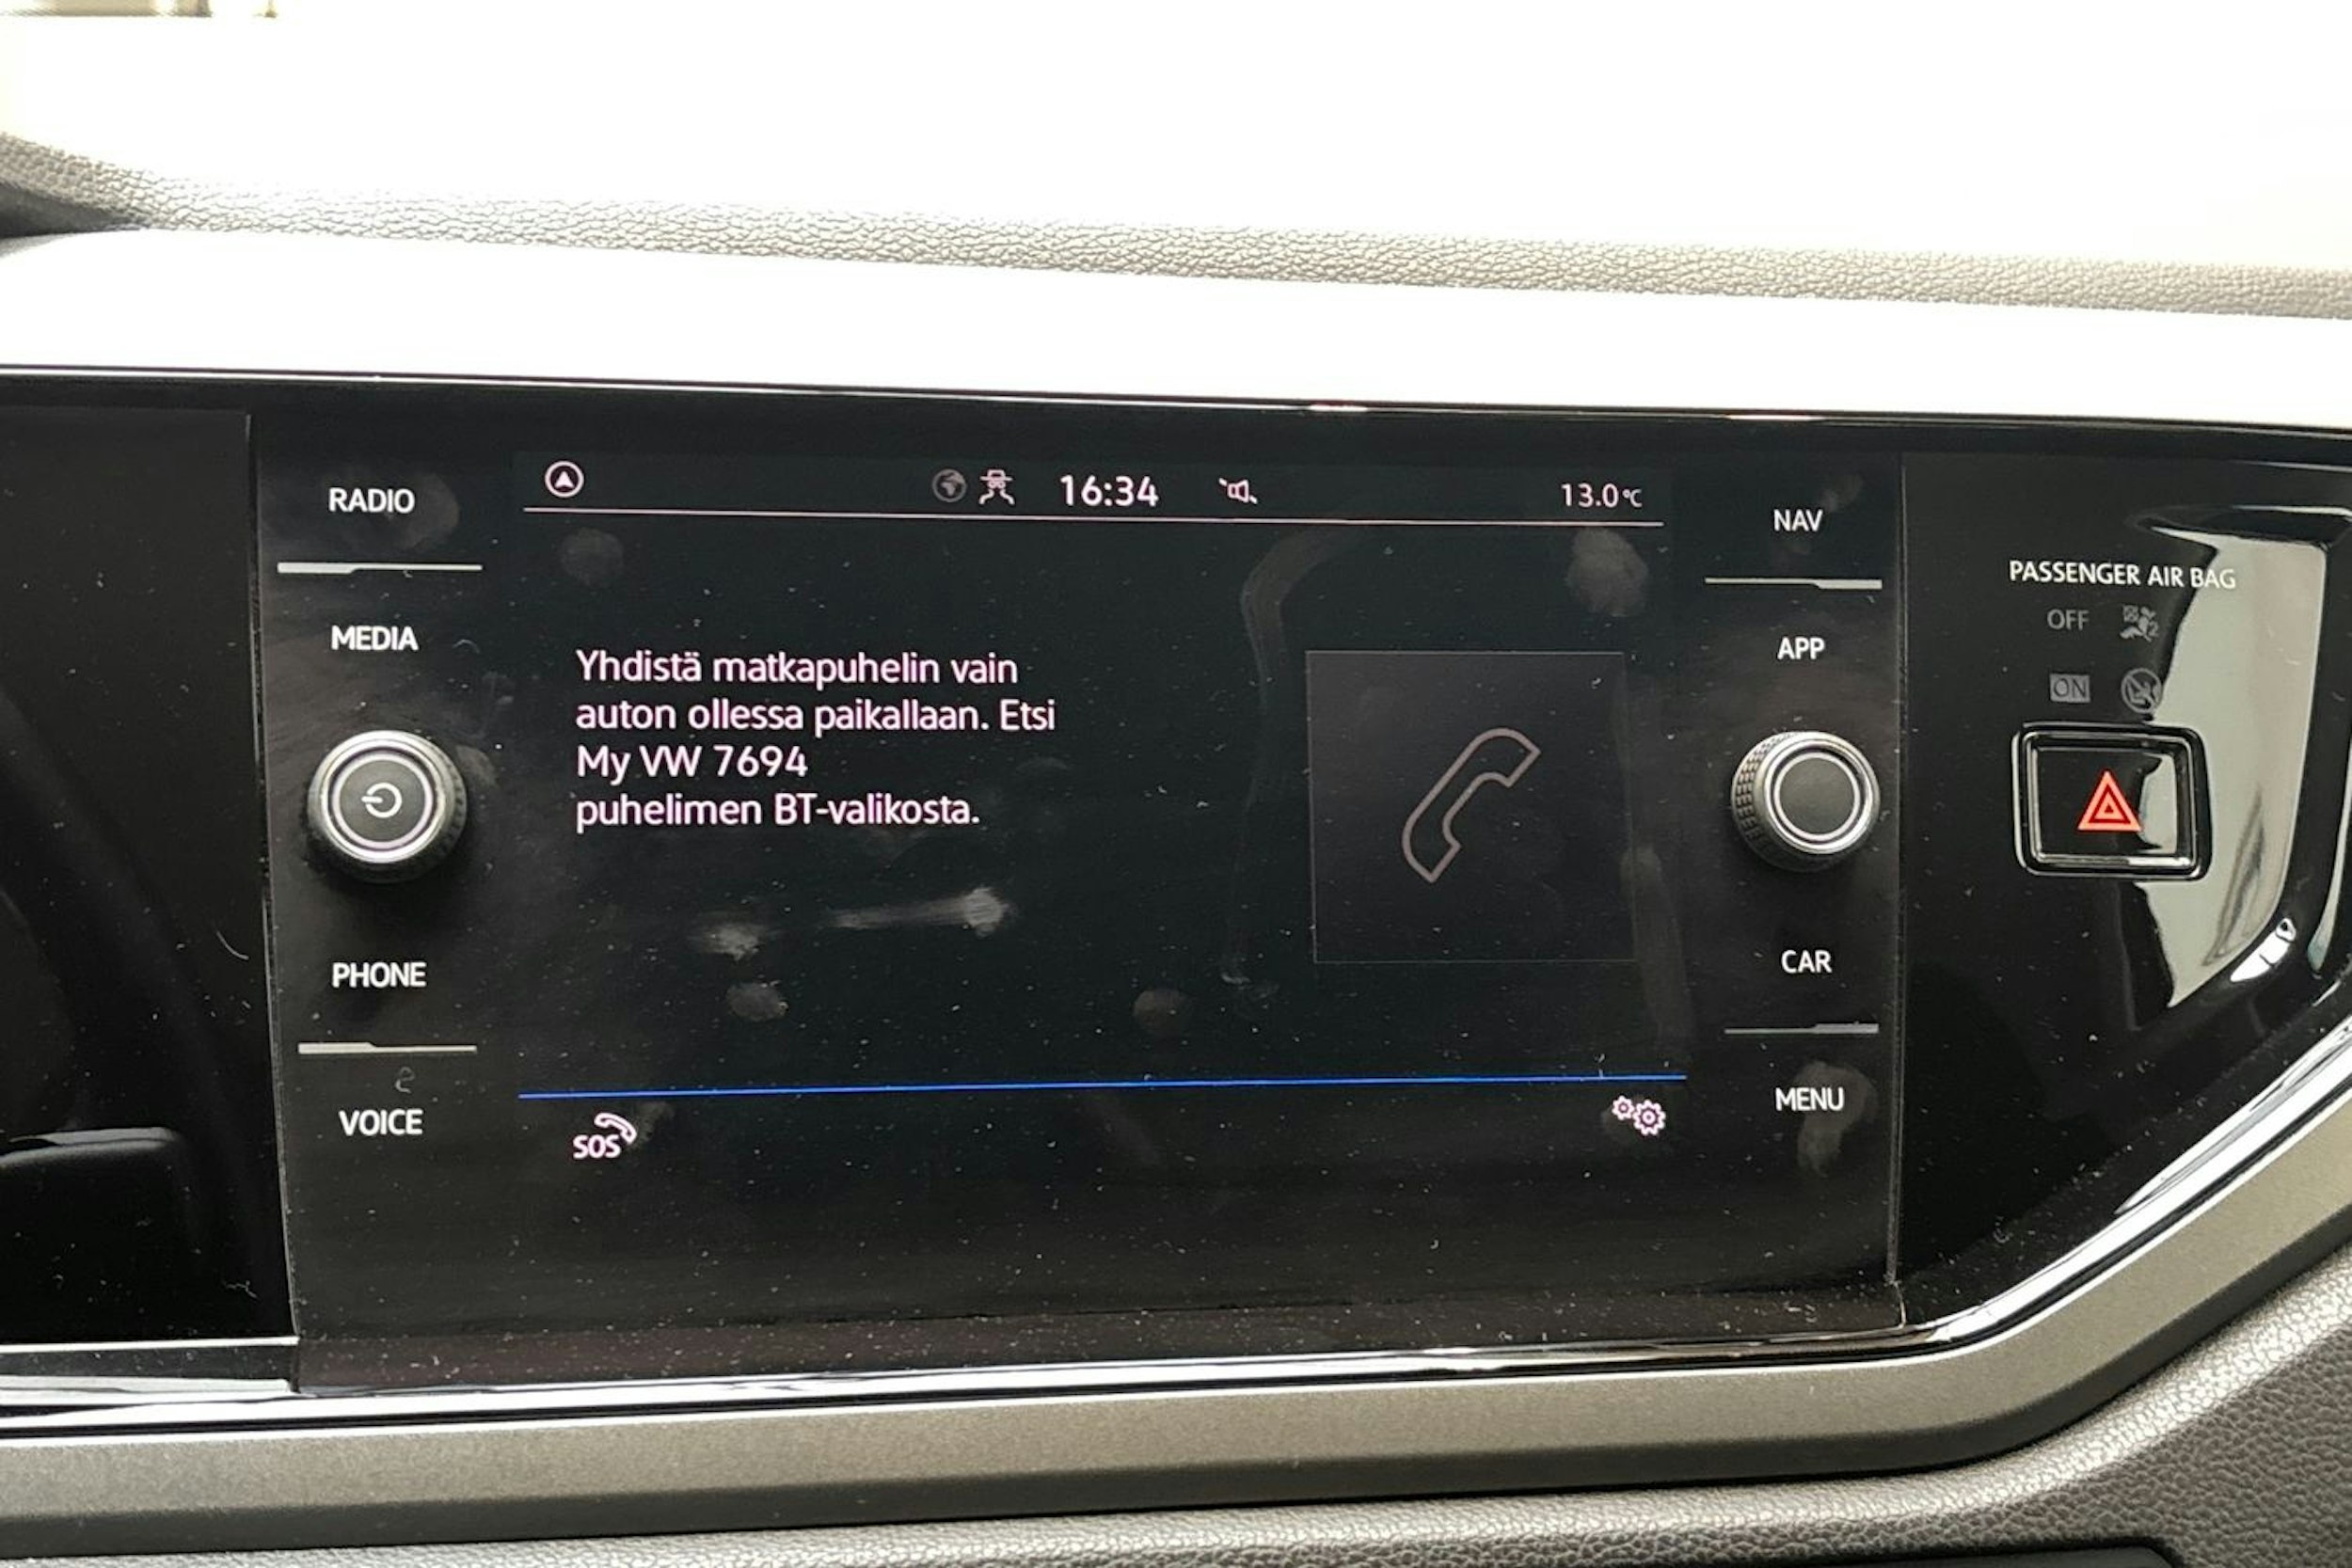 RADIO
MEDIA
PHONE
VOICE
16:34
13.0°C
Yhdistä matkapuhelin vain
auton ollessa paikallaan. Etsi
My VW 7694
puhelimen BT-valikosta.
SOS
NAV
APP
CAR
MENU
PASSENGER AIR BAG
OFF
ON